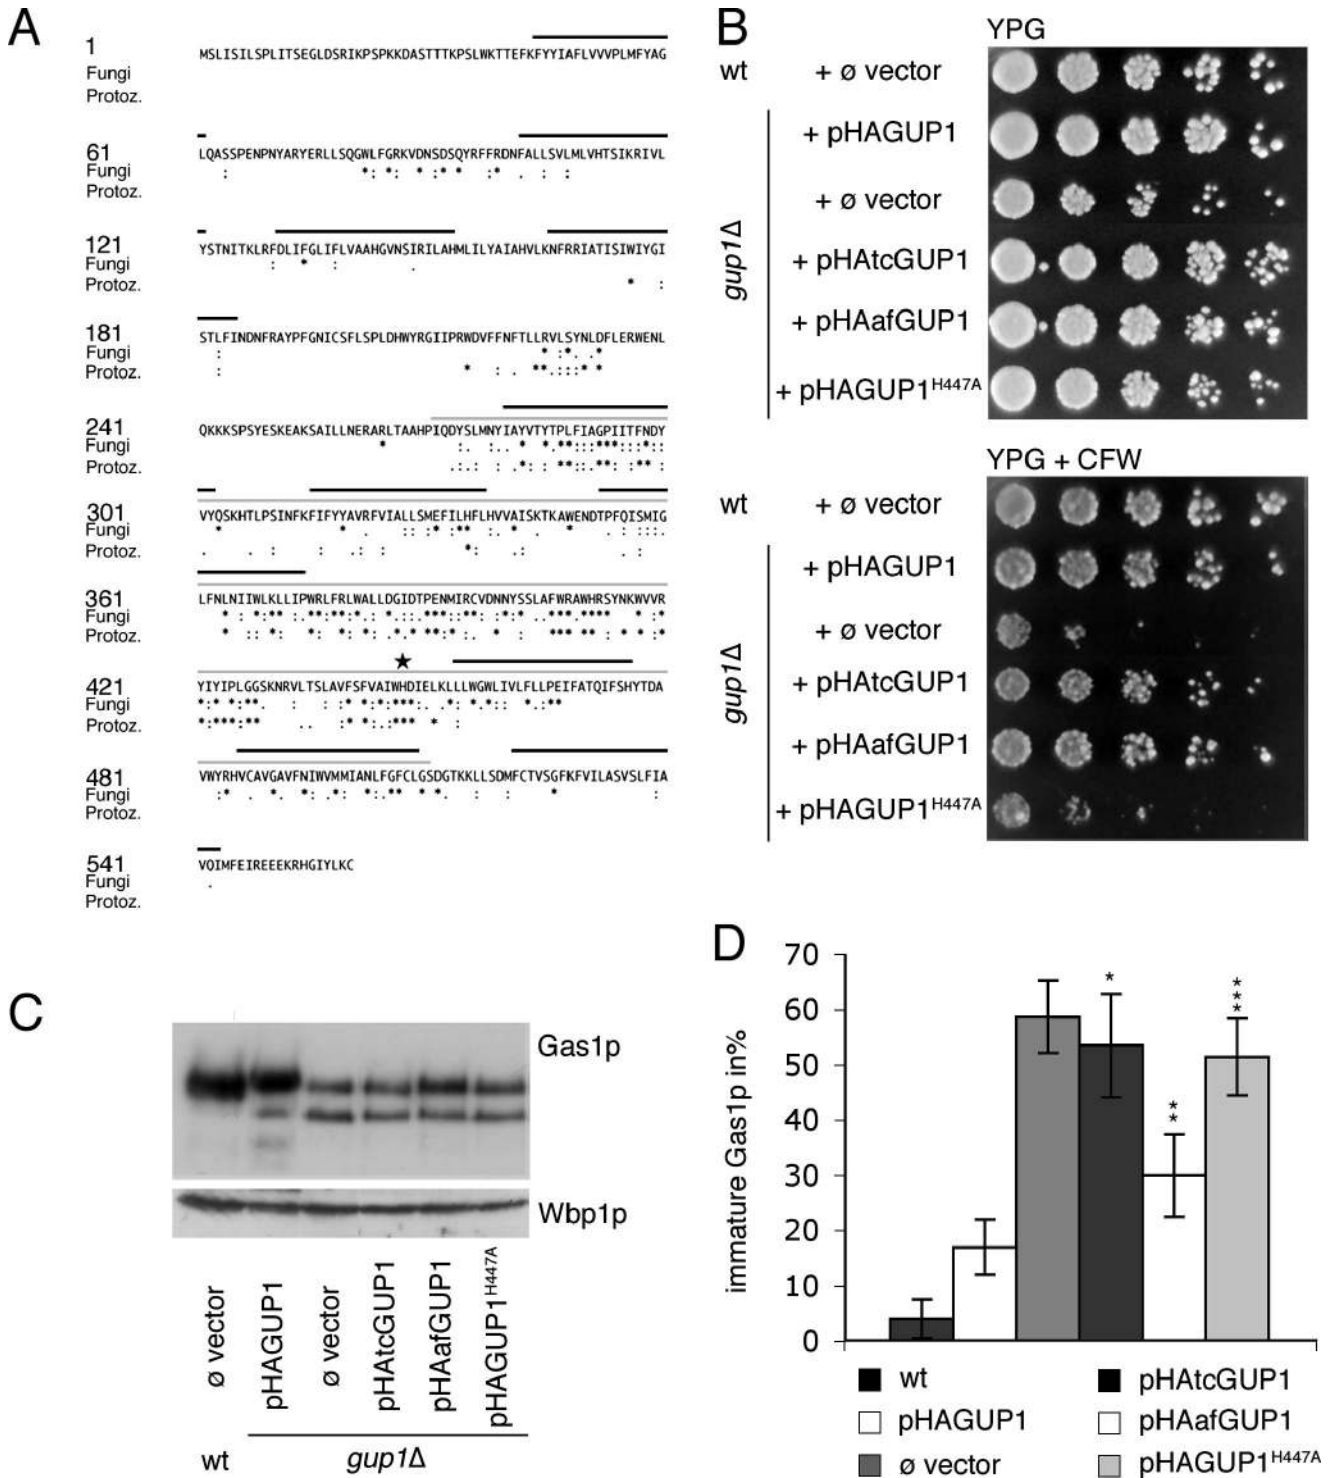 A
1
MSLISILSPLITSEGLDSRIKPSPKKDASTTTKPSLWKTTEFKFYYIAFLVVVPLMFYAG
Fungi
Protoz.
61
LQASSPENPNYARYERLLSQGWLFGRKVDNSDSQYRFFRDNFALLSVLMLVHTSIKRIVL
Fungi
Protoz.
121
YSTNITKLRFDLIFGLIFLVAAHGVNSIRILAHMLILYAIAHVLKNFRRIATISIWIYGI
Fungi
Protoz.
181
STLFINDNFRAYPFGNICSFLSPLDHWYRGIIPRWDVFFNFTLLRVLSYNLDFLERWENL
Fungi
Protoz.
241
QKKKSPSYESKEAKSAILLNERARLTAAHPIQDYSLMNYIAYVTYTPLFIAGPIITFNDY
Fungi
Protoz.
301
VYQSKHTLPSINFKFIFYYAVRFVIALLSMEFILHFLHVVAISKTKAWENDTPFQISMIG
Fungi
Protoz.
361
LFNLNIIWLKLLIPWRLFRLWALLDGIDTPENMIRCVDNNYSSLAFWRAWHRSYNKWVVR
Fungi
Protoz.
★
421
YIYIPLGGSKNRVLTSLAVFSFVAIWHDIELKLLLWGWLIVLFLLPEIFATQIFSHYTDA
Fungi
Protoz.
481
VWYRHVCAVGAVFNIWVMMIANLFGFCLGSDGTKKLLSDMFCTVSGFKFVILASVSLFIA
Fungi
Protoz.
541
VQIMFEIREEEKRHGIYLKC
Fungi
Protoz.
B
YPG
wt + ø vector
gup1Δ
+ pHAGUP1
+ ø vector
+ pHAtcGUP1
+ pHAafGUP1
+ pHAGUP1H447A
YPG + CFW
wt + ø vector
gup1Δ
+ pHAGUP1
+ ø vector
+ pHAtcGUP1
+ pHAafGUP1
+ pHAGUP1H447A
C
Gas1p
Wbp1p
ø vector
pHAGUP1
ø vector
pHAtcGUP1
pHAafGUP1
pHAGUP1H447A
wt
gup1Δ
D
immature Gas1p in%
70
60
50
40
30
20
10
0
*
**
***
wt
pHAGUP1
ø vector
pHAtcGUP1
pHAafGUP1
pHAGUP1H447A